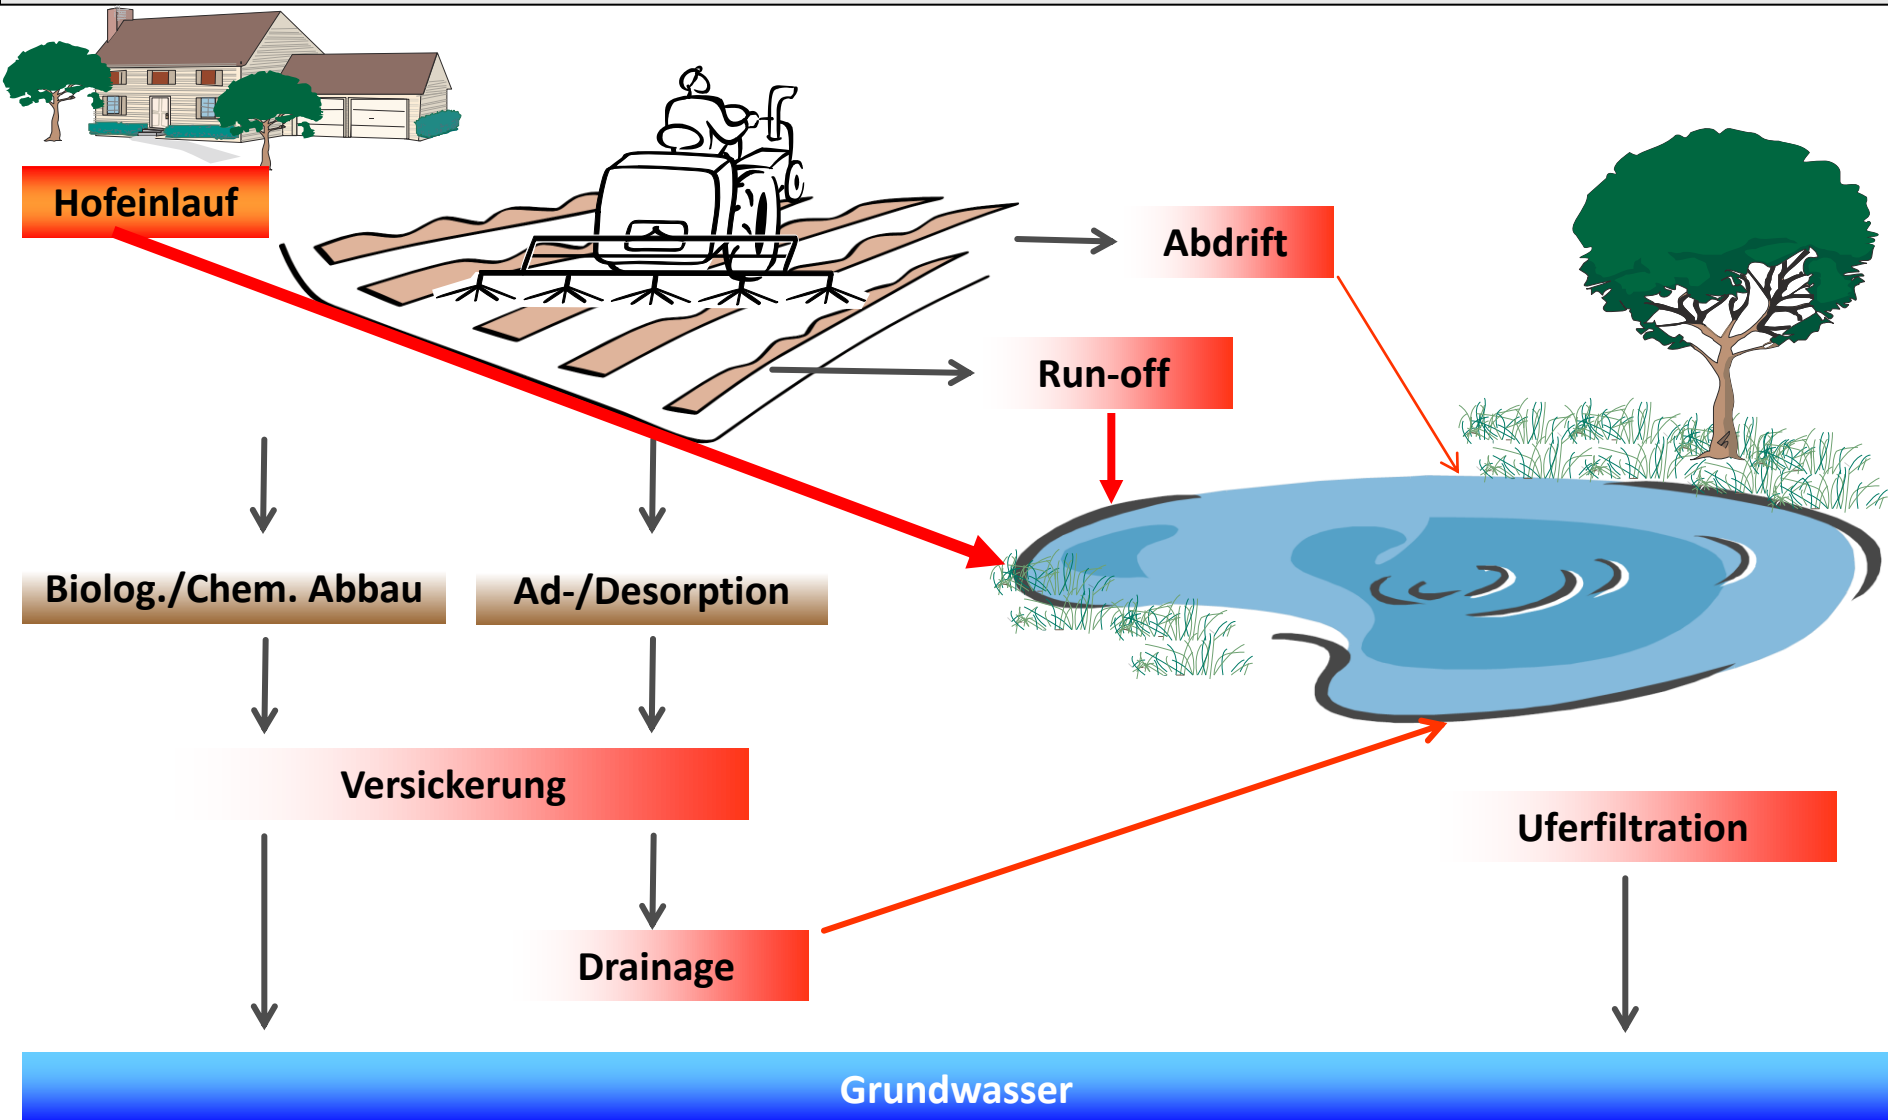 Hofeinlauf
Abdrift
Run-off
Biolog./Chem. Abbau
Ad-/Desorption
Versickerung
Uferfiltration
Drainage
Grundwasser